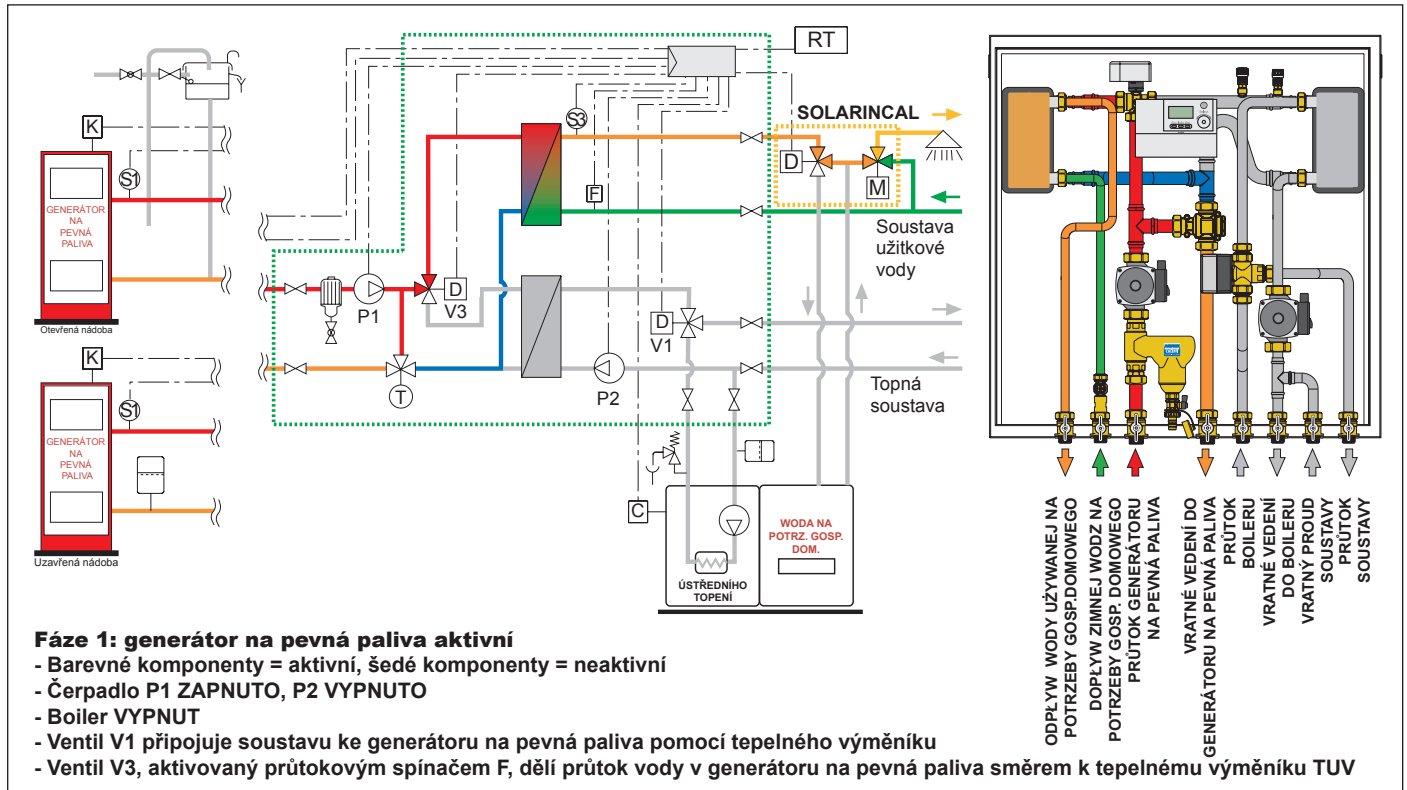 RT
K
S1
GENERÁTOR
NA
PEVNÁ
PALIVA
Otevřená nádoba
K
S1
GENERÁTOR
NA
PEVNÁ
PALIVA
Uzavřená nádoba
S3
F
SOLARINCAL
D
M
Soustava
užitkové
vody
P1
D
V3
D
V1
T
P2
Topná
soustava
C
ÚSTŘEDNÍHO
TOPENÍ
WODA NA
POTRZ. GOSP.
DOM.
ODPŁYW WODY UŻYWANEJ NA
POTRZEBY GOSP.DOMOWEGO
DOPŁYW ZIMNEJ WODZ NA
POTRZEBY GOSP. DOMOWEGO
PRŮTOK GENERÁTORU
NA PEVNÁ PALIVA
VRATNÉ VEDENÍ DO
GENERÁTORU NA PEVNÁ PALIVA
PRŮTOK
BOILERU
VRATNÉ VEDENÍ
DO BOILERU
VRATNÝ PROUD
SOUSTAVY
PRŮTOK
SOUSTAVY
Fáze 1: generátor na pevná paliva aktivní
- Barevné komponenty = aktivní, šedé komponenty = neaktivní
- Čerpadlo P1 ZAPNUTO, P2 VYPNUTO
- Boiler VYPNUT
- Ventil V1 připojuje soustavu ke generátoru na pevná paliva pomocí tepelného výměníku
- Ventil V3, aktivovaný průtokovým spínačem F, dělí průtok vody v generátoru na pevná paliva směrem k tepelnému výměníku TUV